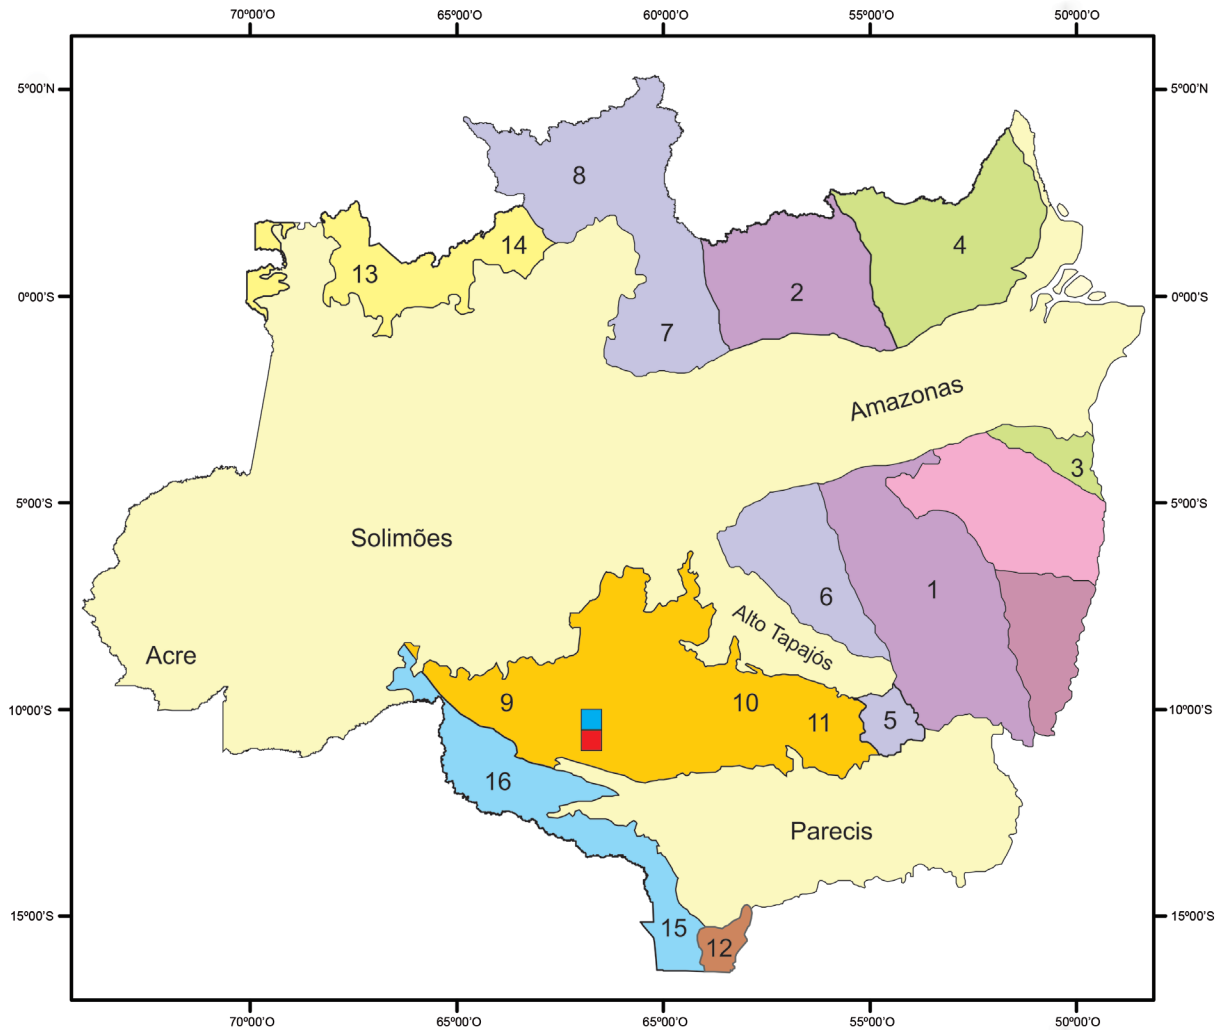 70º00'O 65º00'O 60º00'O 55º00'O 50º00'O
5º00'N 5º00'N
8
4
14
13
2
0º00'S 0º00'S
7
Amazonas
3
5º00'S 5º00'S
Solimões
6 1
Alto Tapajós
Acre
9 10
11 5
10º00'S 10º00'S
16
Parecis
15º00'S 15º00'S
15
12
70º00'O 65º00'O 65º00'O 55º00'O 50º00'O